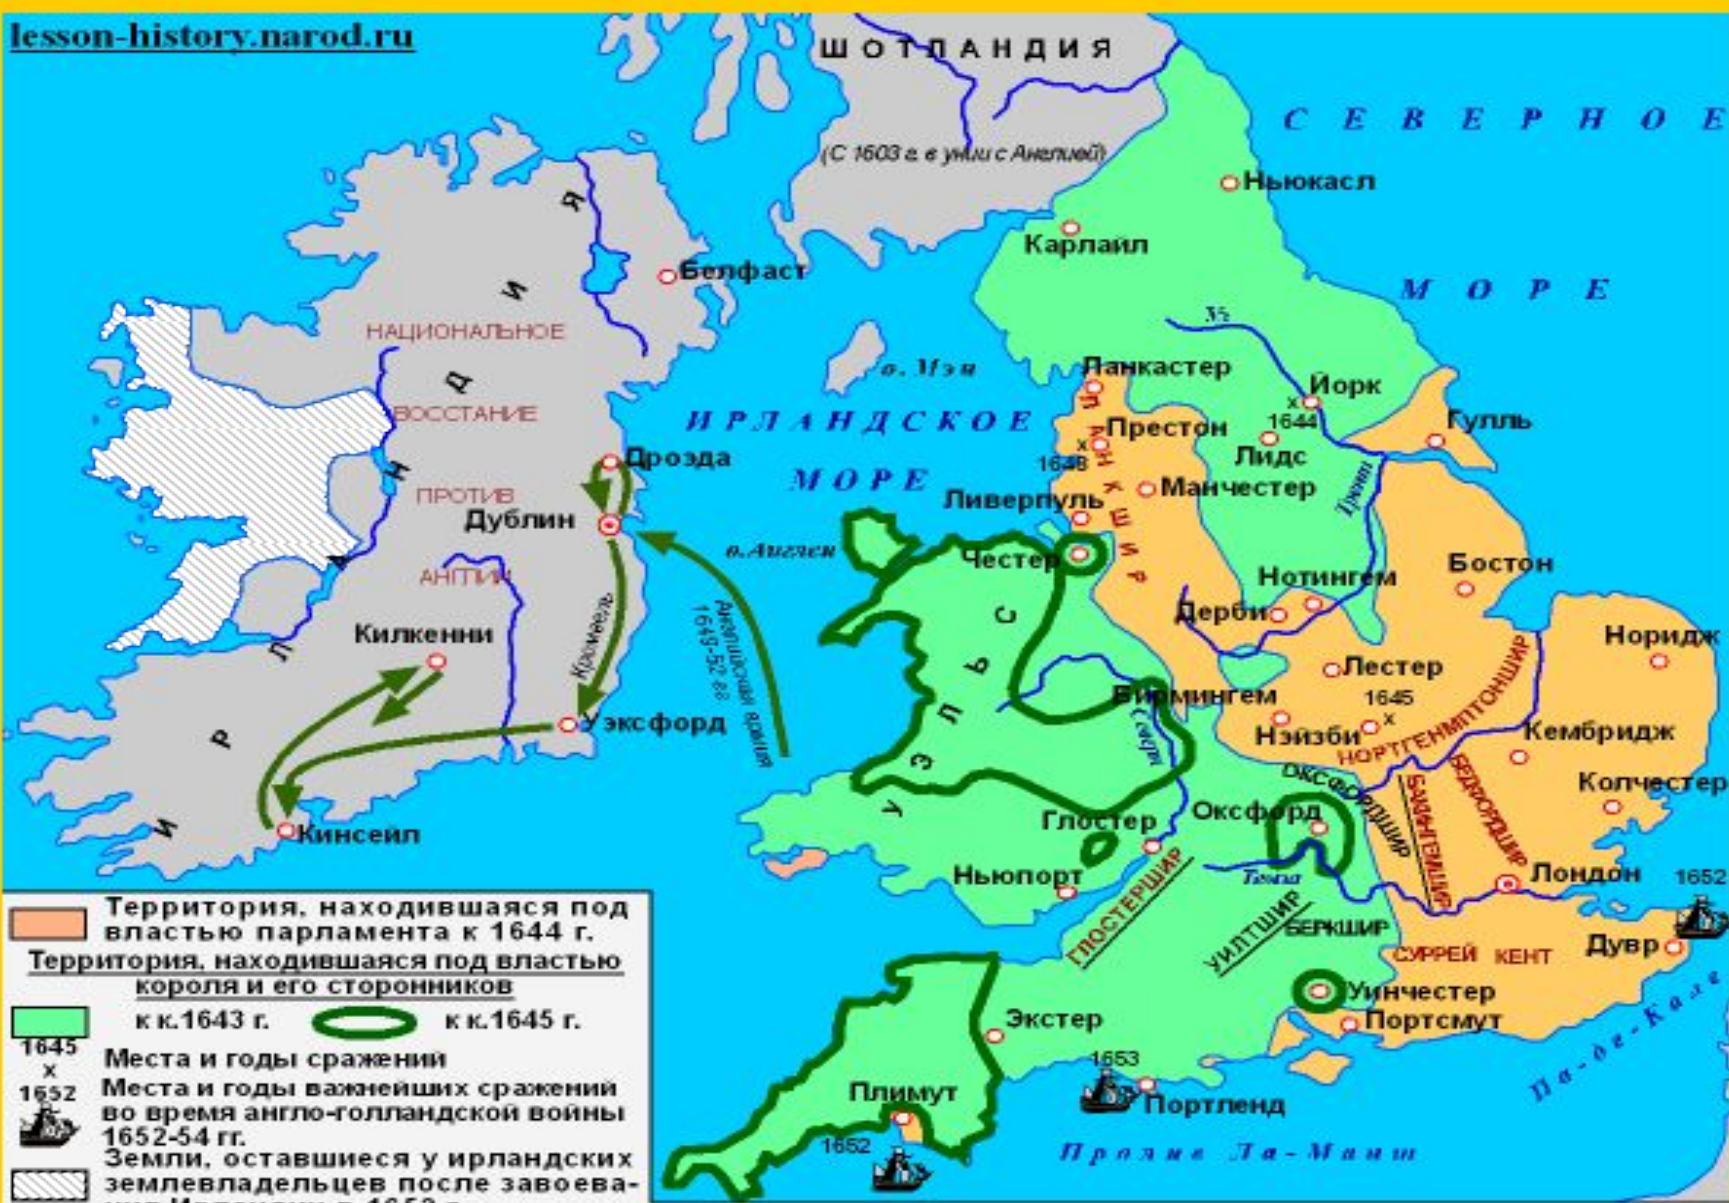 lesson-history.narod.ru
ШОТЛАНДИЯ
(С 1603 г. в унии с Англией)
СЕВЕРНОЕ
МОРЕ
Ньюкасл
Карлайл
Белфаст
ИРЛАНДИЯ
НАЦИОНАЛЬНОЕ
ВОССТАНИЕ
ПРОТИВ
АНГЛИИ
о. Мэн
ИРЛАНДСКОЕ
МОРЕ
Ланкастер
ЛАНКШИР
Йорк
1644
Гулль
Престон
1648
Лидс
Манчестер
Трент
Ливерпуль
Дрозда
Дублин
о.Англси
Честер
Нотингем
Бостон
Дерби
Килкенни
Кромвель
Английская армия
1649-52 гг
УЭЛЬС
Лестер
1645
Норидж
Бирмингем
Северн
Нэйзби
НОРТГЕНМПТОНШИР
Кембридж
Уэксфорд
Колчестер
ОКСФОРДШИР
БАКИНГЕМШИР
БЕДФОРДШИР
Кинсейл
Глостер
Оксфорд
Ньюпорт
Темза
Лондон
1652
ГЛОСТЕРШИР
УИЛТШИР
БЕРКШИР
СУРРЕЙ КЕНТ
Дувр
Уинчестер
Портсмут
Па-де-Кале
Экстер
1653
Портленд
Плимут
1652
Пролив Ла-Манш
Территория, находившаяся под
властью парламента к 1644 г.
Территория, находившаяся под властью
короля и его сторонников
к к.1643 г. к к.1645 г.
1645
x
Места и годы сражений
1652
Места и годы важнейших сражений
во время англо-голландской войны
1652-54 гг.
Земли, оставшиеся у ирландских
землевладельцев после завоева-